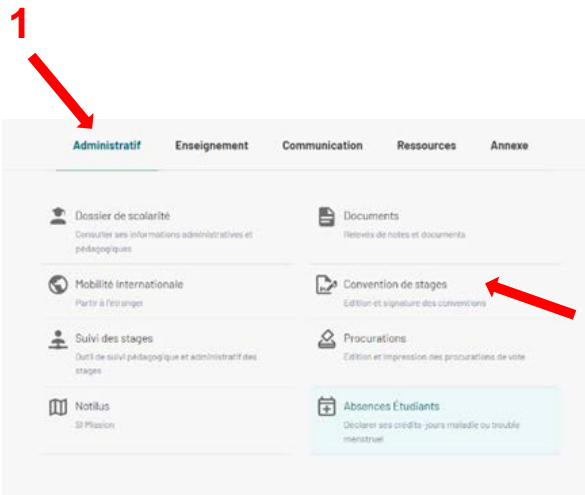 1
Administratif Enseignement Communication Ressources Annexe
Dossier de scolarité
Consulter ses informations administratives et
pédagogiques
Documents
Relevés de notes et documents
Mobilité internationale
Partir à l'étranger
Convention de stages
Edition et signature des conventions
Suivi des stages
Outil de suivi pédagogique et administratif des
stages
Procurations
Edition et impression des procurations de vote
Notilus
SI Mission
Absences Étudiants
Déclarer ses crédits-jours maladie ou trouble
menstruel